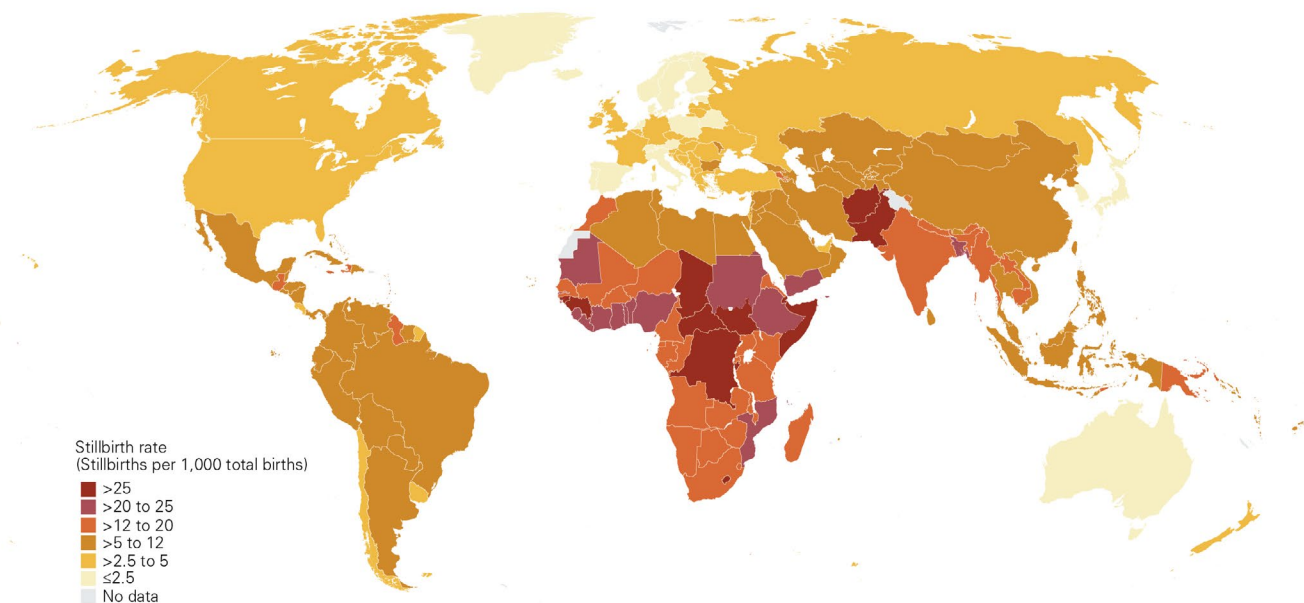 Stillbirth rate
(Stillbirths per 1,000 total births)
>25
>20 to 25
>12 to 20
>5 to 12
>2.5 to 5
≤2.5
No data